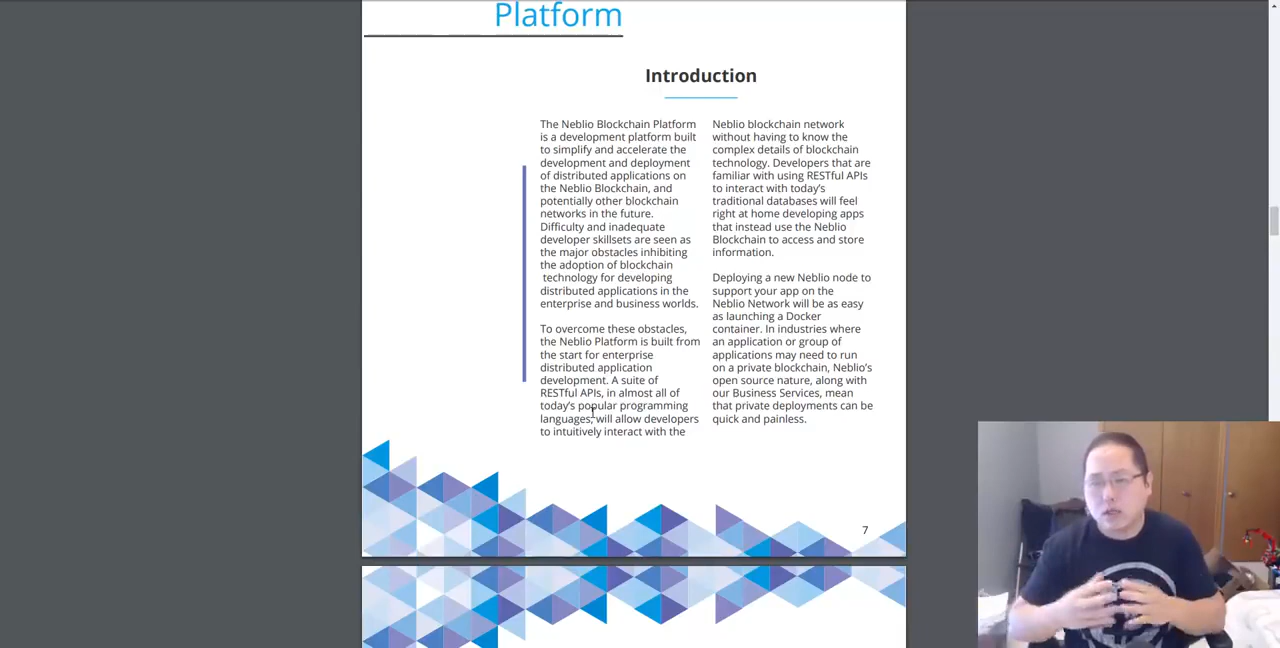 Platform
Introduction
The Neblio Blockchain Platform
is a development platform built
to simplify and accelerate the
development and deployment
of distributed applications on
the Neblio Blockchain, and
potentially other blockchain
networks in the future.
Difficulty and inadequate
developer skillsets are seen as
the major obstacles inhibiting
the adoption of blockchain
technology for developing
distributed applications in the
enterprise and business worlds.
To overcome these obstacles,
the Neblio Platform is built from
the start for enterprise
distributed application
development. A suite of
RESTful APIs, in almost all of
today's popular programming
languages, will allow developers
to intuitively interact with the
Neblio blockchain network
without having to know the
complex details of blockchain
technology. Developers that are
familiar with using RESTful APIs
to interact with today's
traditional databases will feel
right at home developing apps
that instead use the Neblio
Blockchain to access and store
information.
Deploying a new Neblio node to
support your app on the
Neblio Network will be as easy
as launching a Docker
container. In industries where
an application or group of
applications may need to run
on a private blockchain, Neblio's
open source nature, along with
our Business Services, mean
that private deployments can be
quick and painless.
7